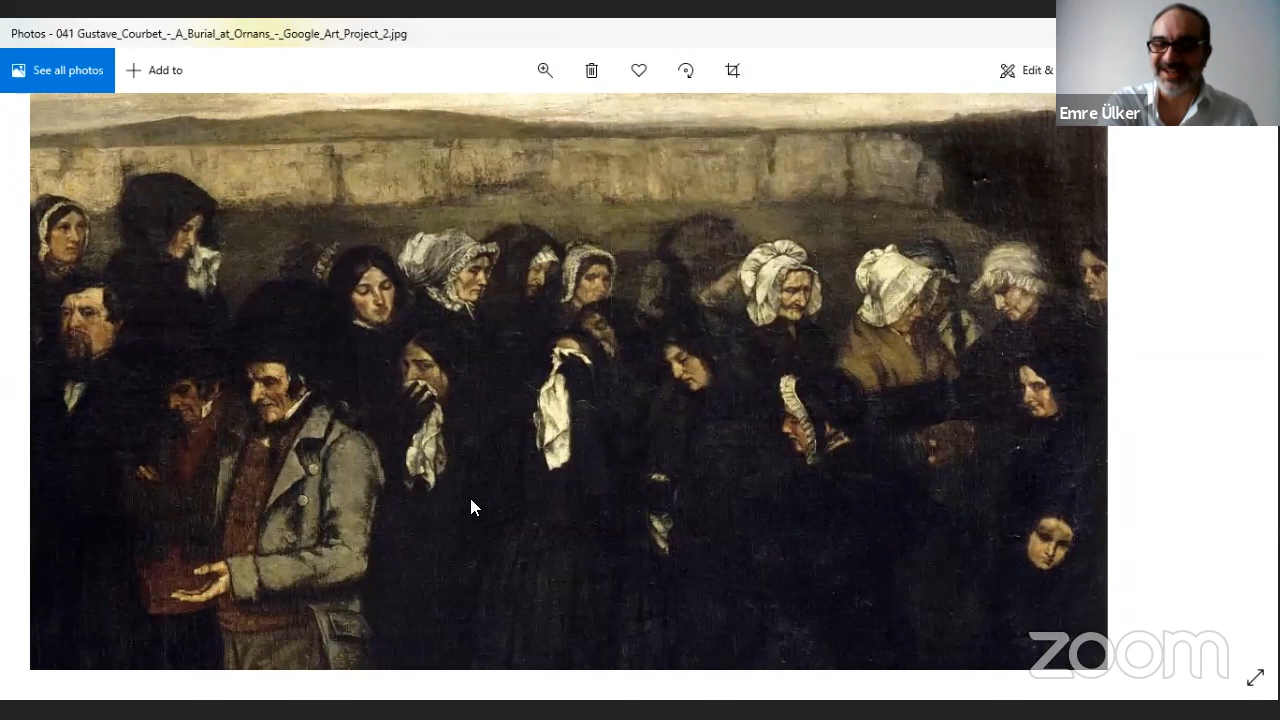 Photos - 041 Gustave_Courbet_-_A_Burial_at_Ornans_-_Google_Art_Project_2.jpg
See all photos
Add to
Edit &
Emre Ülker
zoom